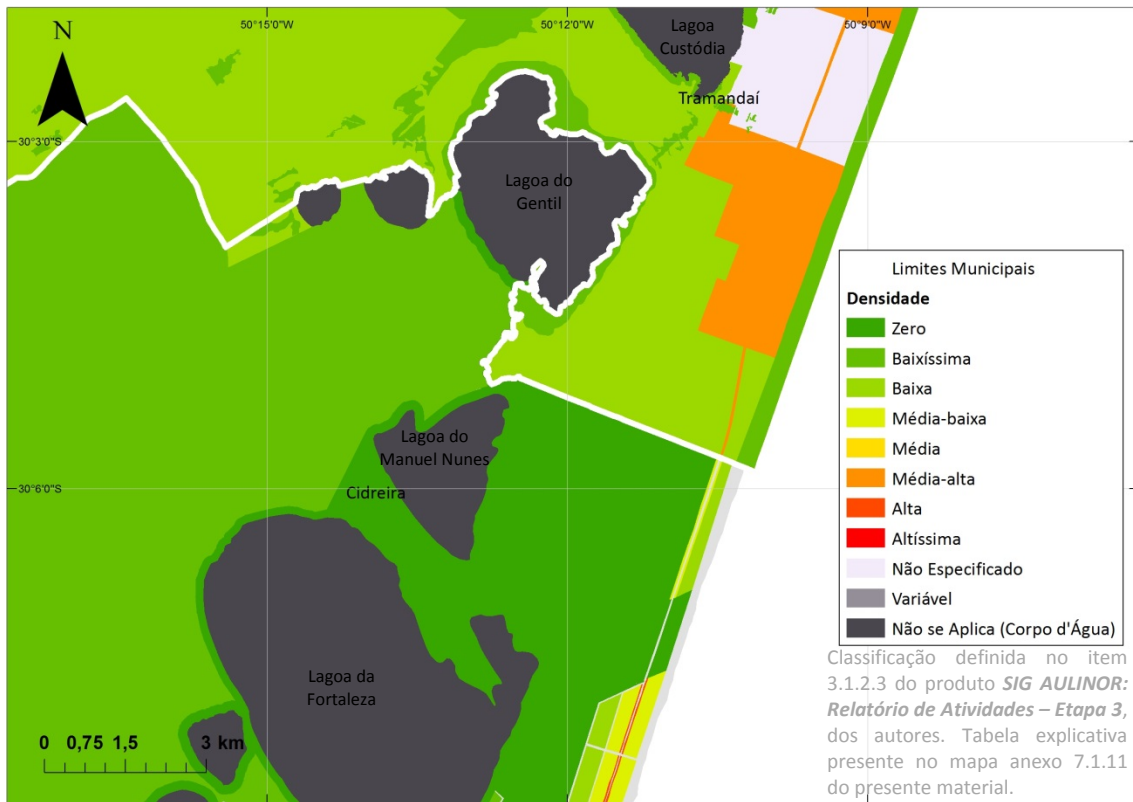 50°15'0"W
50°12'0"W
50°9'0"W
N
Lagoa
Custódia
Tramandaí
30°3'0"S
Lagoa do
Gentil
Limites Municipais
Densidade
Zero
Baixíssima
Baixa
Média-baixa
Média
Média-alta
Alta
Altíssima
Não Especificado
Variável
Não se Aplica (Corpo d'Água)
Lagoa do
Manuel Nunes
30°6'0"S
Cidreira
Lagoa da
Fortaleza
0 0,75 1,5 3 km
Classificação definida no item
3.1.2.3 do produto SIG AULINOR:
Relatório de Atividades – Etapa 3,
dos autores. Tabela explicativa
presente no mapa anexo 7.1.11
do presente material.